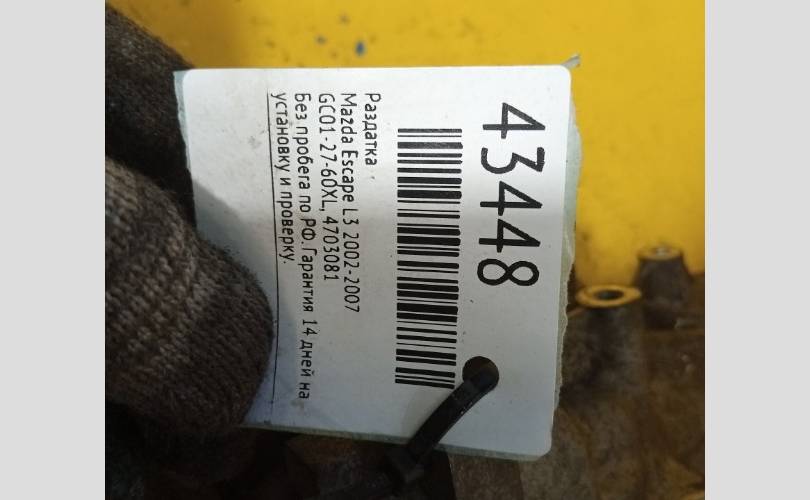 43448
Раздатка
Mazda Escape L3 2002-2007
GC01-27-60XL, 4703081
Без пробега по РФ. Гарантия 14 дней на
установку и проверку.